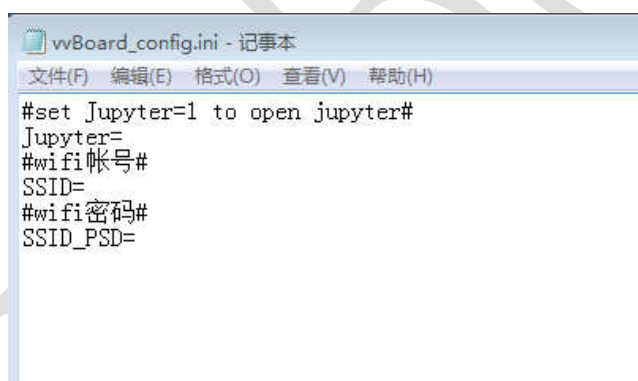 vvBoard_config.ini - 记事本
文件(F) 编辑(E) 格式(O) 查看(V) 帮助(H)
#set Jupyter=1 to open jupyter#
Jupyter=
#wifi帐号#
SSID=
#wifi密码#
SSID_PSD=